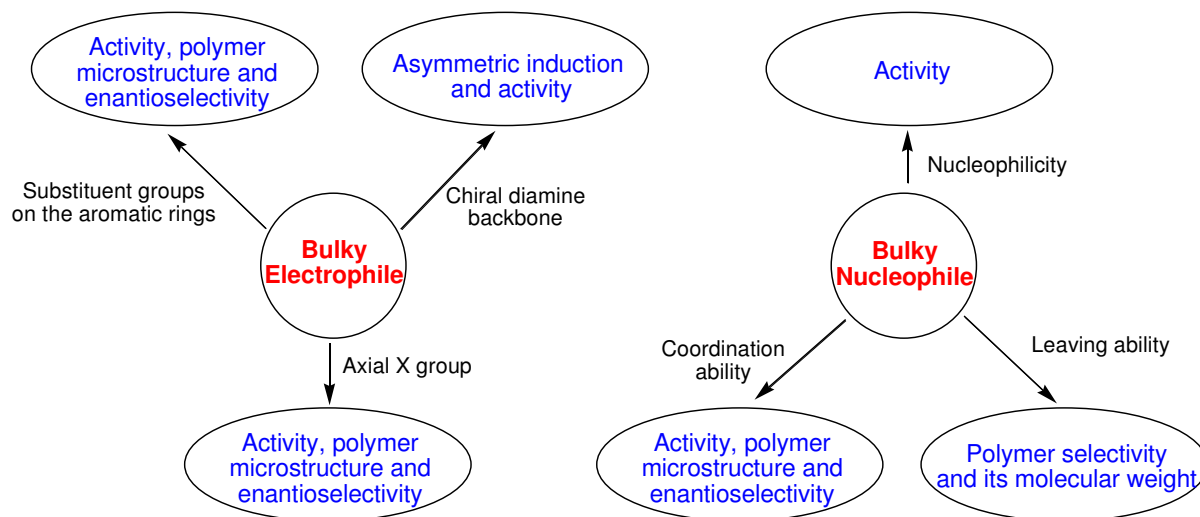 Activity, polymer
microstructure and
enantioselectivity
Asymmetric induction
and activity
Activity
Substituent groups
on the aromatic rings
Chiral diamine
backbone
Nucleophilicity
Bulky
Electrophile
Bulky
Nucleophile
Axial X group
Coordination
ability
Leaving ability
Activity, polymer
microstructure and
enantioselectivity
Activity, polymer
microstructure and
enantioselectivity
Polymer selectivity
and its molecular weight